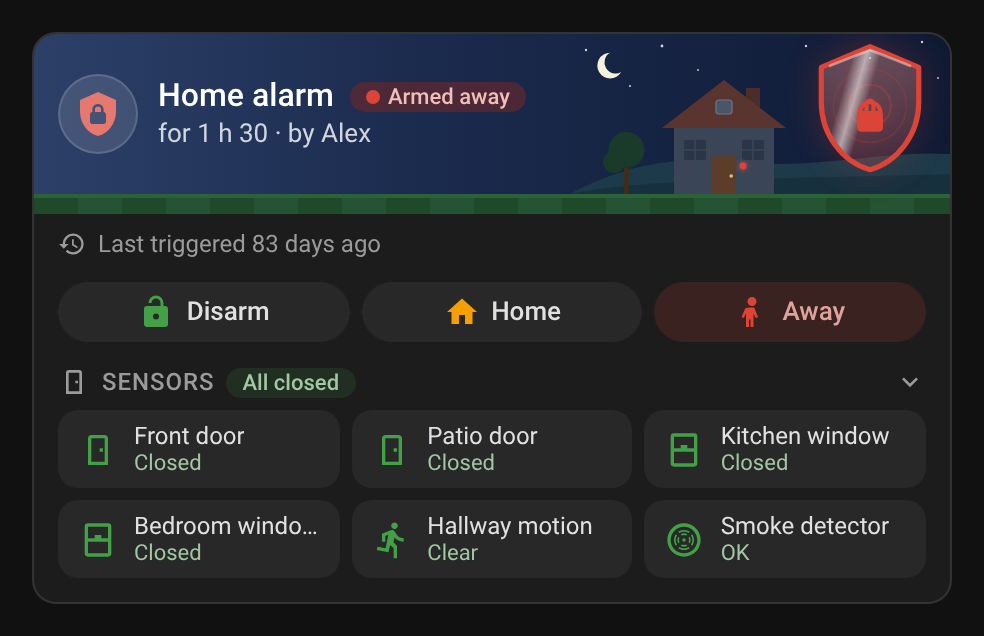 Home alarm
Armed away
for 1 h 30 · by Alex
Last triggered 83 days ago
Disarm
Home
Away
SENSORS
All closed
Front door
Closed
Patio door
Closed
Kitchen window
Closed
Bedroom windo...
Closed
Hallway motion
Clear
Smoke detector
OK